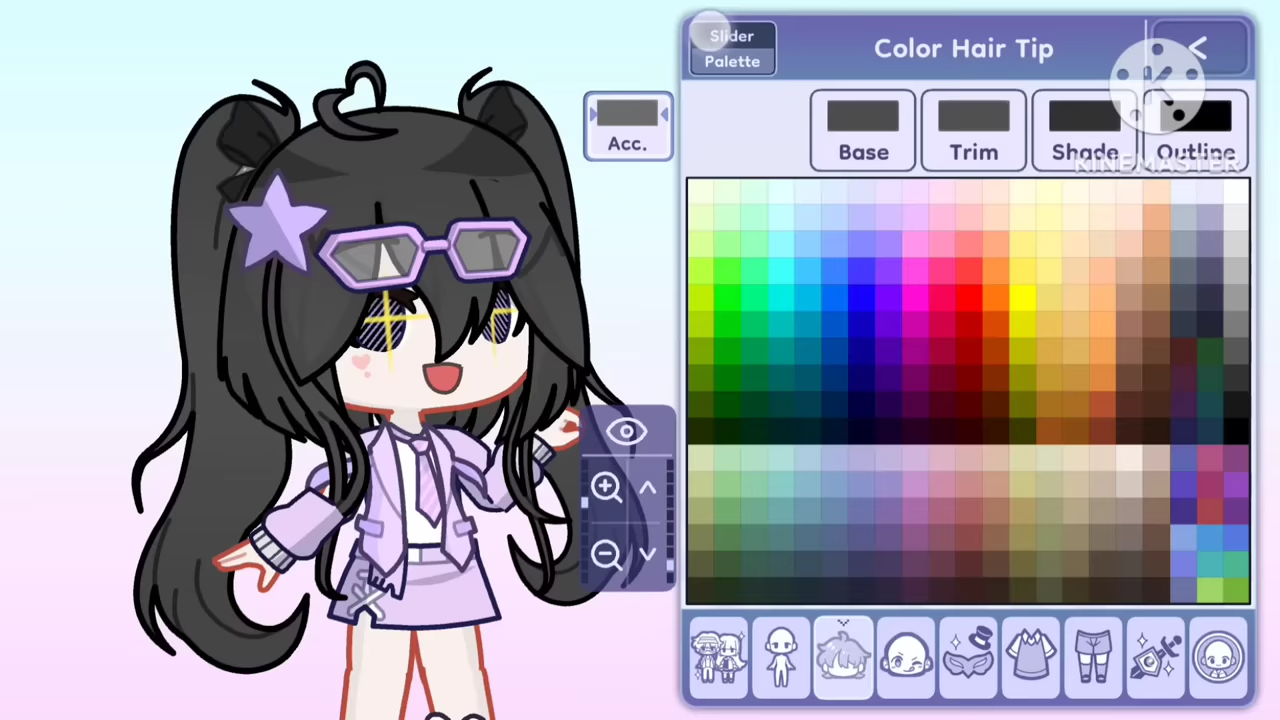 Slider
Palette
Color Hair Tip
Acc.
Base
Trim
Shade
Outline
KINEMASTER